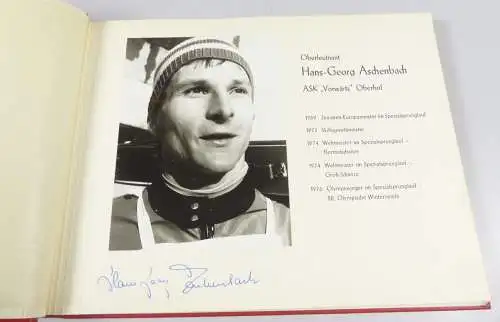 Oberleutnant
Hans-Georg Aschenbach
ASK „Vorwärts“ Oberhof
1969 Junioren-Europameister im Spezialsprunglauf
1973 Skiflugweltmeister
1974 Weltmeister im Spezialsprunglauf –
Normalschanze
1974 Weltmeister im Spezialsprunglauf –
Großschanze
1976 Olympiasieger im Spezialsprunglauf
XII. Olympische Winterspiele
Hans-Georg Aschenbach